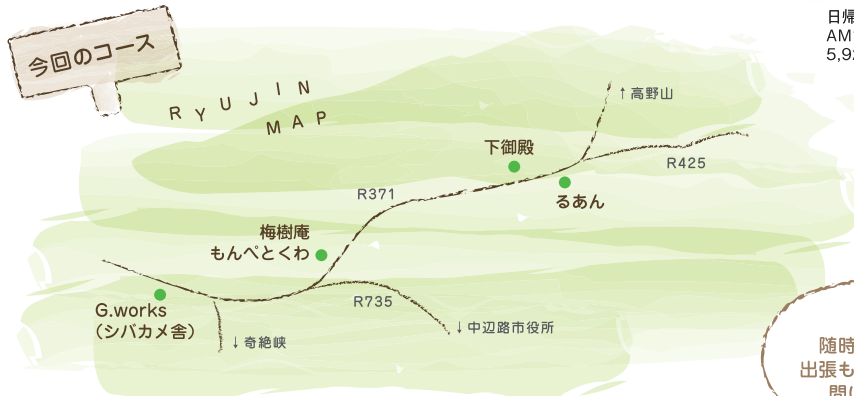 今回のコース
RYUJIN
MAP
日帰
AM
5,9
↑高野山
下御殿
R425
るあん
R371
梅樹庵
もんぺとくわ
R735
G.works
（シバカメ舎）
↓中辺路市役所
↓奇絶峡
随時
出張も